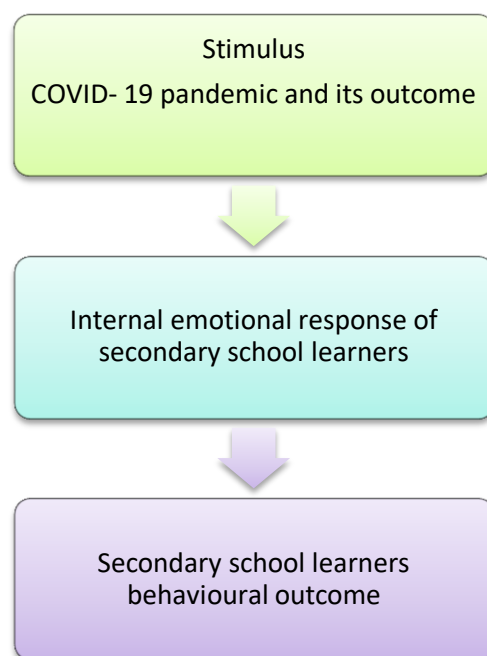 Stimulus
COVID- 19 pandemic and its outcome
Internal emotional response of
secondary school learners
Secondary school learners
behavioural outcome